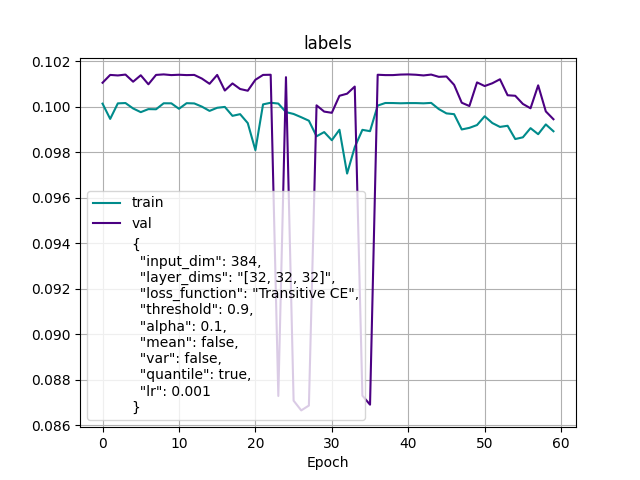 labels
0.102
0.100
0.098
0.096
0.094
0.092
0.090
0.088
0.086
train
val
{
"input_dim": 384,
"layer_dims": "[32, 32, 32]",
"loss_function": "Transitive CE",
"threshold": 0.9,
"alpha": 0.1,
"mean": false,
"var": false,
"quantile": true,
"lr": 0.001
}
0 10 20 30 40 50 60
Epoch